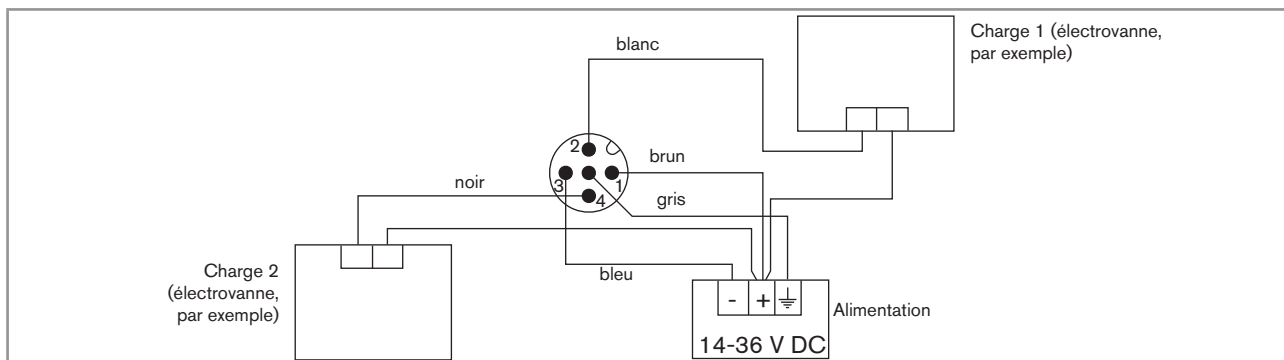 blanc
Charge 1 (électrovanne,
par exemple)
2
brun
3
1
noir
4
gris
Charge 2
(électrovanne,
par exemple)
bleu
- +
Alimentation
14-36 V DC